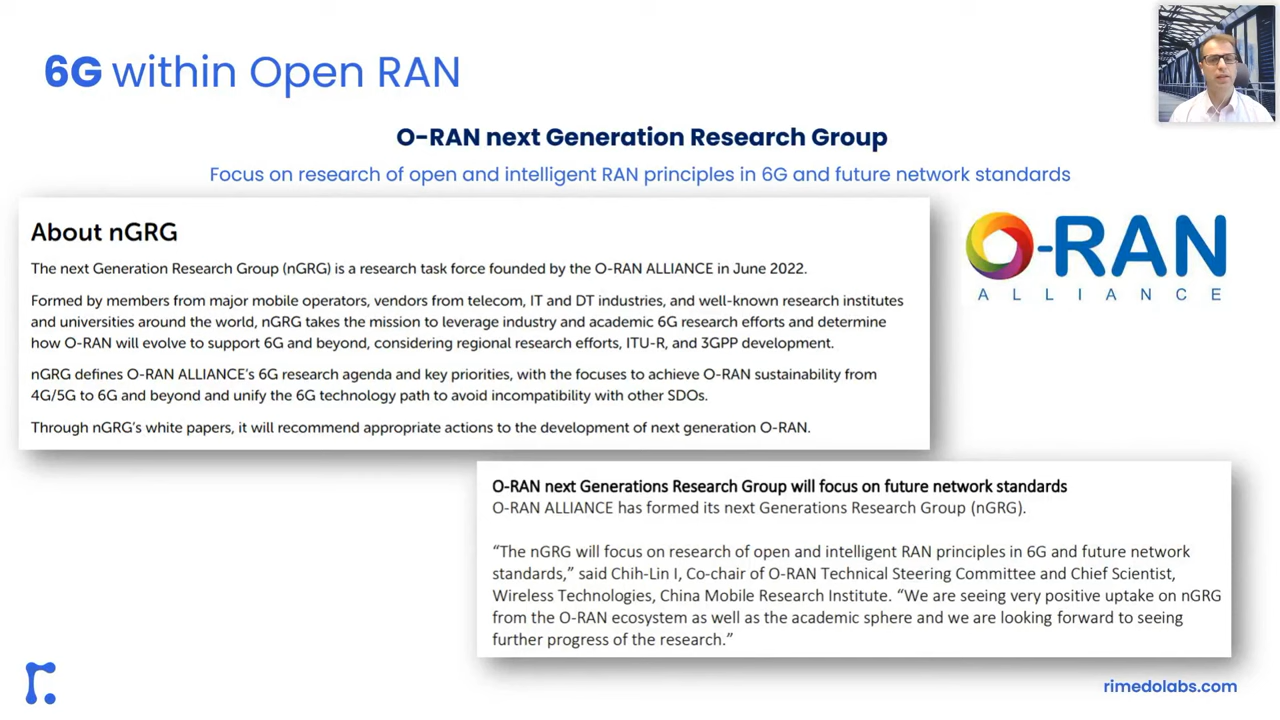 6G within Open RAN
O-RAN next Generation Research Group
Focus on research of open and intelligent RAN principles in 6G and future network standards
About nGRG
The next Generation Research Group (nGRG) is a research task force founded by the O-RAN ALLIANCE in June 2022.
Formed by members from major mobile operators, vendors from telecom, IT and DT industries, and well-known research institutes
and universities around the world, nGRG takes the mission to leverage industry and academic 6G research efforts and determine
how O-RAN will evolve to support 6G and beyond, considering regional research efforts, ITU-R, and 3GPP development.
nGRG defines O-RAN ALLIANCE's 6G research agenda and key priorities, with the focuses to achieve O-RAN sustainability from
4G/5G to 6G and beyond and unify the 6G technology path to avoid incompatibility with other SDOs.
Through nGRG's white papers, it will recommend appropriate actions to the development of next generation O-RAN.
O-RAN
ALLIANCE
O-RAN next Generations Research Group will focus on future network standards
O-RAN ALLIANCE has formed its next Generations Research Group (nGRG).
“The nGRG will focus on research of open and intelligent RAN principles in 6G and future network
standards,” said Chih-Lin I, Co-chair of O-RAN Technical Steering Committee and Chief Scientist,
Wireless Technologies, China Mobile Research Institute. “We are seeing very positive uptake on nGRG
from the O-RAN ecosystem as well as the academic sphere and we are looking forward to seeing
further progress of the research.”
r.
rimedolabs.com